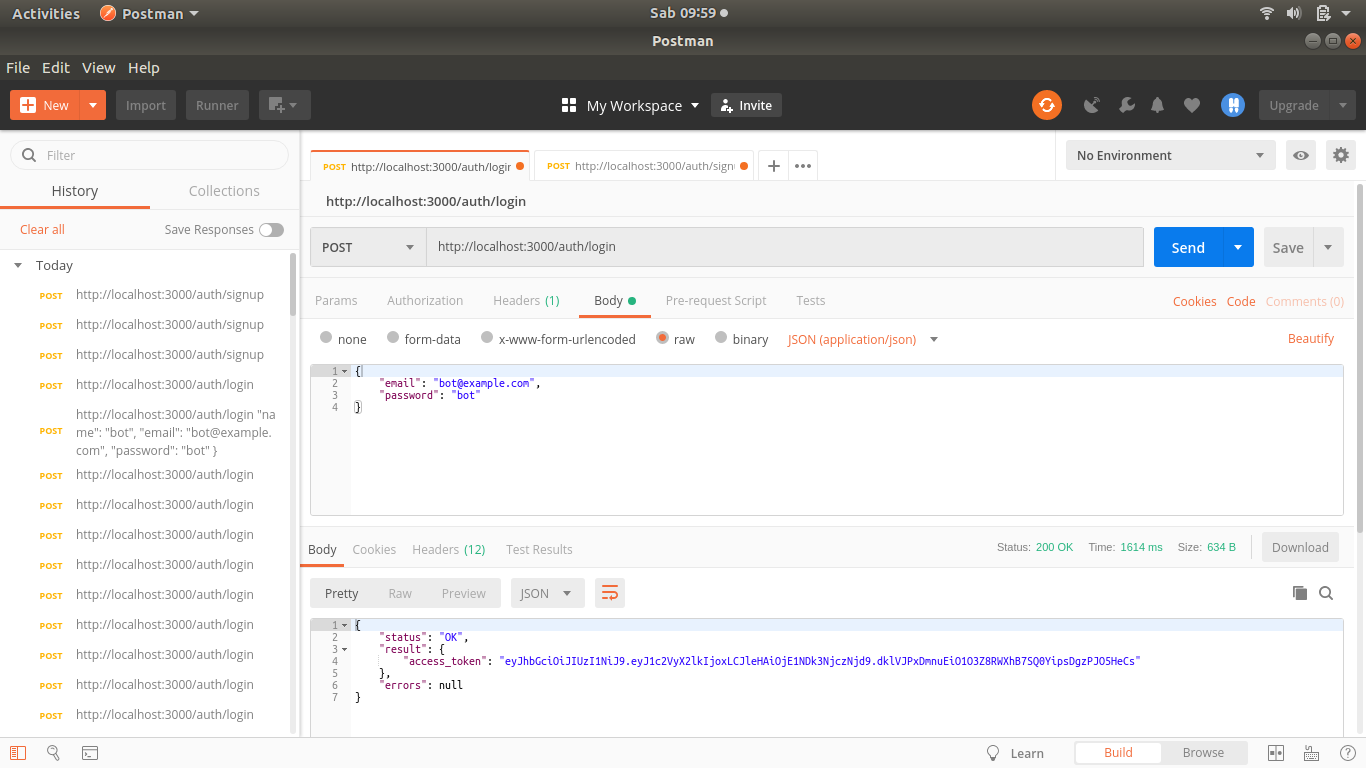 Activities Postman Sab 09:59
Postman
File Edit View Help
New Import Runner My Workspace Invite Upgrade
Filter
History Collections
Clear all Save Responses
Today
POST http://localhost:3000/auth/signup
POST http://localhost:3000/auth/signup
POST http://localhost:3000/auth/signup
POST http://localhost:3000/auth/login
POST http://localhost:3000/auth/login "na
me": "bot", "email": "bot@example.
com", "password": "bot" }
POST http://localhost:3000/auth/login
POST http://localhost:3000/auth/login
POST http://localhost:3000/auth/login
POST http://localhost:3000/auth/login
POST http://localhost:3000/auth/login
POST http://localhost:3000/auth/login
POST http://localhost:3000/auth/login
POST http://localhost:3000/auth/login
POST http://localhost:3000/auth/login
POST http://localhost:3000/auth/login POST http://localhost:3000/auth/sign No Environment
http://localhost:3000/auth/login
POST http://localhost:3000/auth/login Send Save
Params Authorization Headers (1) Body Pre-request Script Tests Cookies Code Comments (0)
none form-data x-www-form-urlencoded raw binary JSON (application/json) Beautify
1 {
2 "email": "bot@example.com",
3 "password": "bot"
4 }
Body Cookies Headers (12) Test Results Status: 200 OK Time: 1614 ms Size: 634 B Download
Pretty Raw Preview JSON
1 {
2 "status": "OK",
3 "result": {
4 "access_token": "eyJhbGciOiJIUzI1NiJ9.eyJ1c2VyX2lkIjoxLCJleHAiOjE1NDk3NjczNjd9.dklVJPxDmnuEiO1O3Z8RWXhB7SQ0YipsDgzPJO5HeCs"
5 },
6 "errors": null
7 }
Learn Build Browse